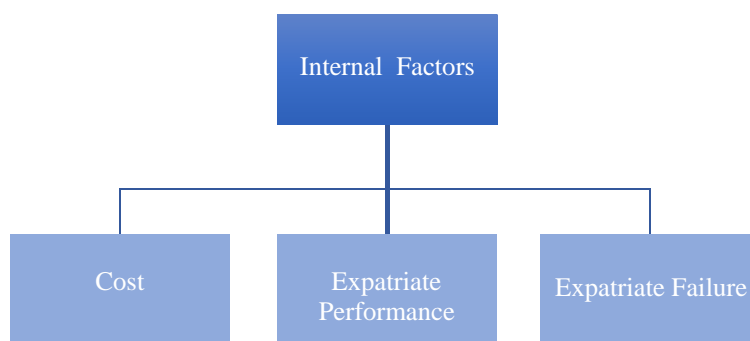 Internal Factors
Cost
Expatriate
Performance
Expatriate Failure